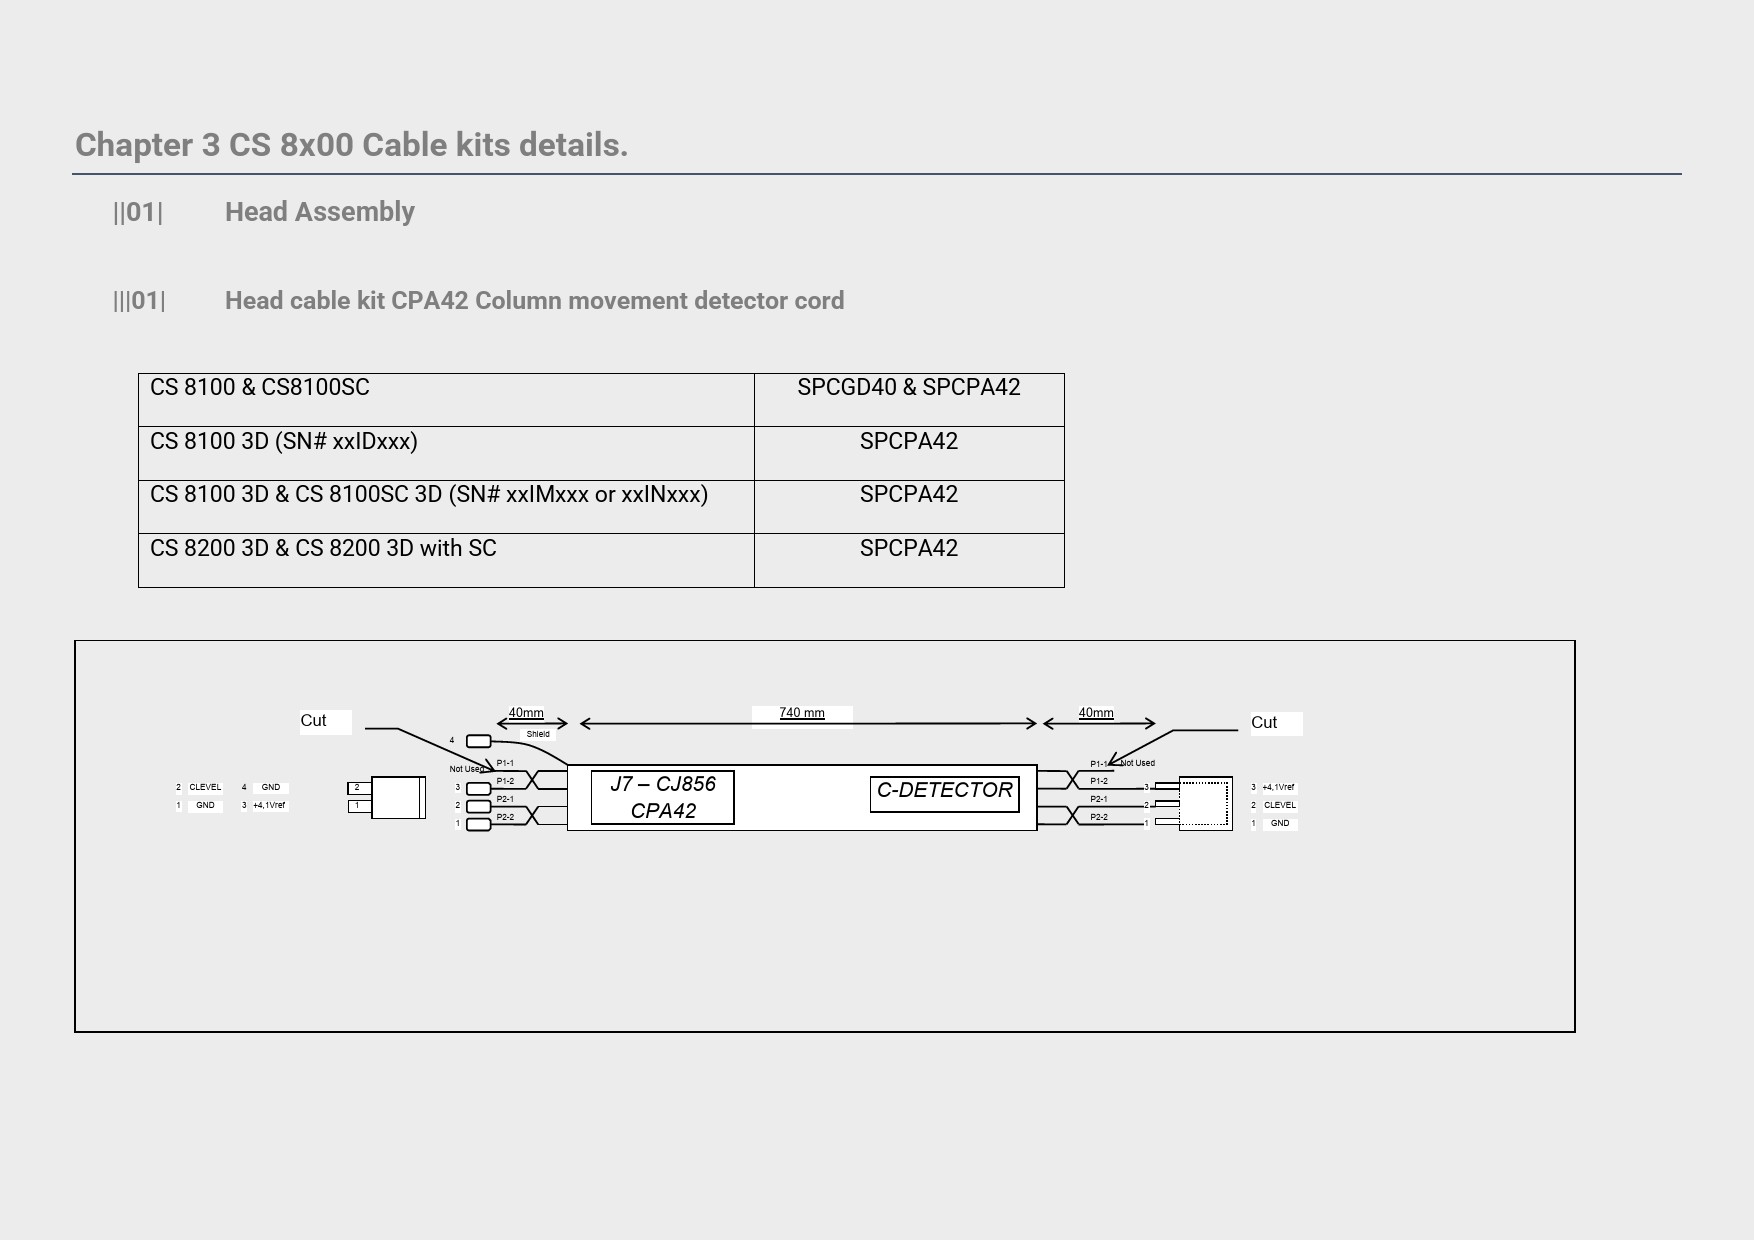 Chapter 3 CS 8x00 Cable kits details.
||01| Head Assembly
|||01| Head cable kit CPA42 Column movement detector cord
CS 8100 & CS8100SC SPCGD40 & SPCPA42
CS 8100 3D (SN# xxIDxxx) SPCPA42
CS 8100 3D & CS 8100SC 3D (SN# xxIMxxx or xxINxxx) SPCPA42
CS 8200 3D & CS 8200 3D with SC SPCPA42
40mm 740 mm 40mm
Cut Cut
4 Shield
Not Used P1-1 P1-1 Not Used
2 CLEVEL 4 GND 2 3 P1-2 J7 – CJ856 C-DETECTOR P1-2 3 3 +4,1Vref
1 GND 3 +4,1Vref 1 2 P2-1 CPA42 P2-1 2 2 CLEVEL
1 P2-2 P2-2 1 1 GND